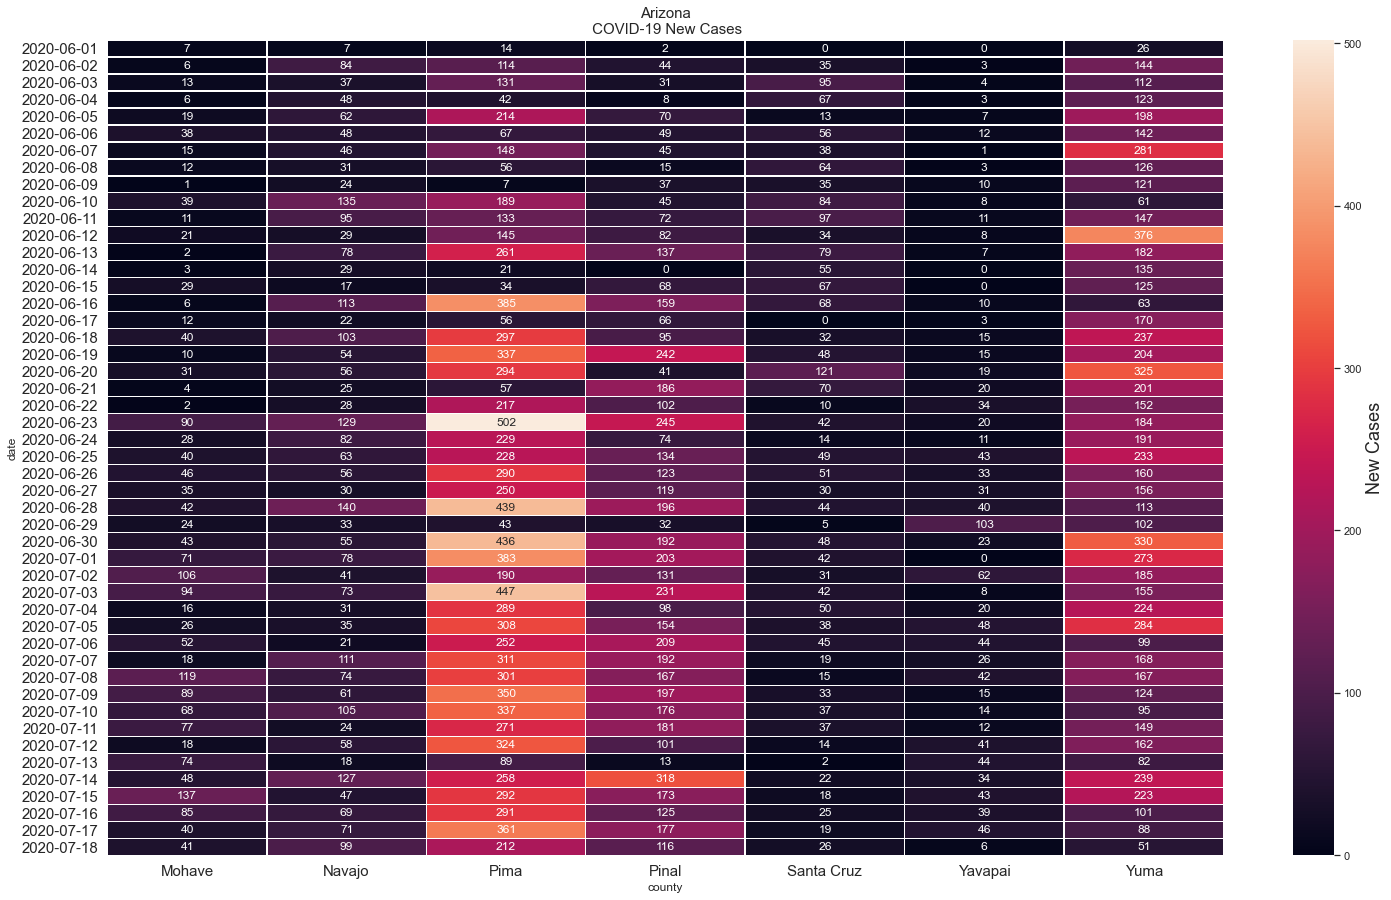 Arizona
COVID-19 New Cases
2020-06-01 7 7 14 2 0 0 26
2020-06-02 6 84 114 44 35 3 144
2020-06-03 13 37 131 31 95 4 112
2020-06-04 6 48 42 8 67 3 123
2020-06-05 19 62 214 70 13 7 198
2020-06-06 38 48 67 49 56 12 142
2020-06-07 15 46 148 45 38 1 281
2020-06-08 12 31 56 15 64 3 126
2020-06-09 1 24 7 37 35 10 121
2020-06-10 39 135 189 45 84 8 61
2020-06-11 11 95 133 72 97 11 147
2020-06-12 21 29 145 82 34 8 376
2020-06-13 2 78 261 137 79 7 182
2020-06-14 3 29 21 0 55 0 135
2020-06-15 29 17 34 68 67 0 125
2020-06-16 6 113 385 159 68 10 63
2020-06-17 12 22 56 66 0 3 170
2020-06-18 40 103 297 95 32 15 237
2020-06-19 10 54 337 242 48 15 204
2020-06-20 31 56 294 41 121 19 325
2020-06-21 4 25 57 186 70 20 201
2020-06-22 2 28 217 102 10 34 152
2020-06-23 90 129 502 245 42 20 184
2020-06-24 28 82 229 74 14 11 191
2020-06-25 40 63 228 134 49 43 233
2020-06-26 46 56 290 123 51 33 160
2020-06-27 35 30 250 119 30 31 156
2020-06-28 42 140 439 196 44 40 113
2020-06-29 24 33 43 32 5 103 102
2020-06-30 43 55 436 192 48 23 330
2020-07-01 71 78 383 203 42 0 273
2020-07-02 106 41 190 131 31 62 185
2020-07-03 94 73 447 231 42 8 155
2020-07-04 16 31 289 98 50 20 224
2020-07-05 26 35 308 154 38 48 284
2020-07-06 52 21 252 209 45 44 99
2020-07-07 18 111 311 192 19 26 168
2020-07-08 119 74 301 167 15 42 167
2020-07-09 89 61 350 197 33 15 124
2020-07-10 68 105 337 176 37 14 95
2020-07-11 77 24 271 181 37 12 149
2020-07-12 18 58 324 101 14 41 162
2020-07-13 74 18 89 13 2 44 82
2020-07-14 48 127 258 318 22 34 239
2020-07-15 137 47 292 173 18 43 223
2020-07-16 85 69 291 125 25 39 101
2020-07-17 40 71 361 177 19 46 88
2020-07-18 41 99 212 116 26 6 51
Mohave Navajo Pima Pinal Santa Cruz Yavapai Yuma
county
date
500
400
300
200
100
0
New Cases